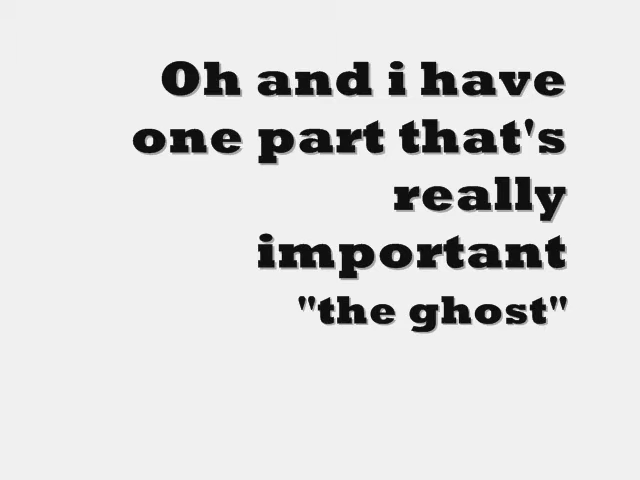 Oh and i have
one part that's
really
important
"the ghost"